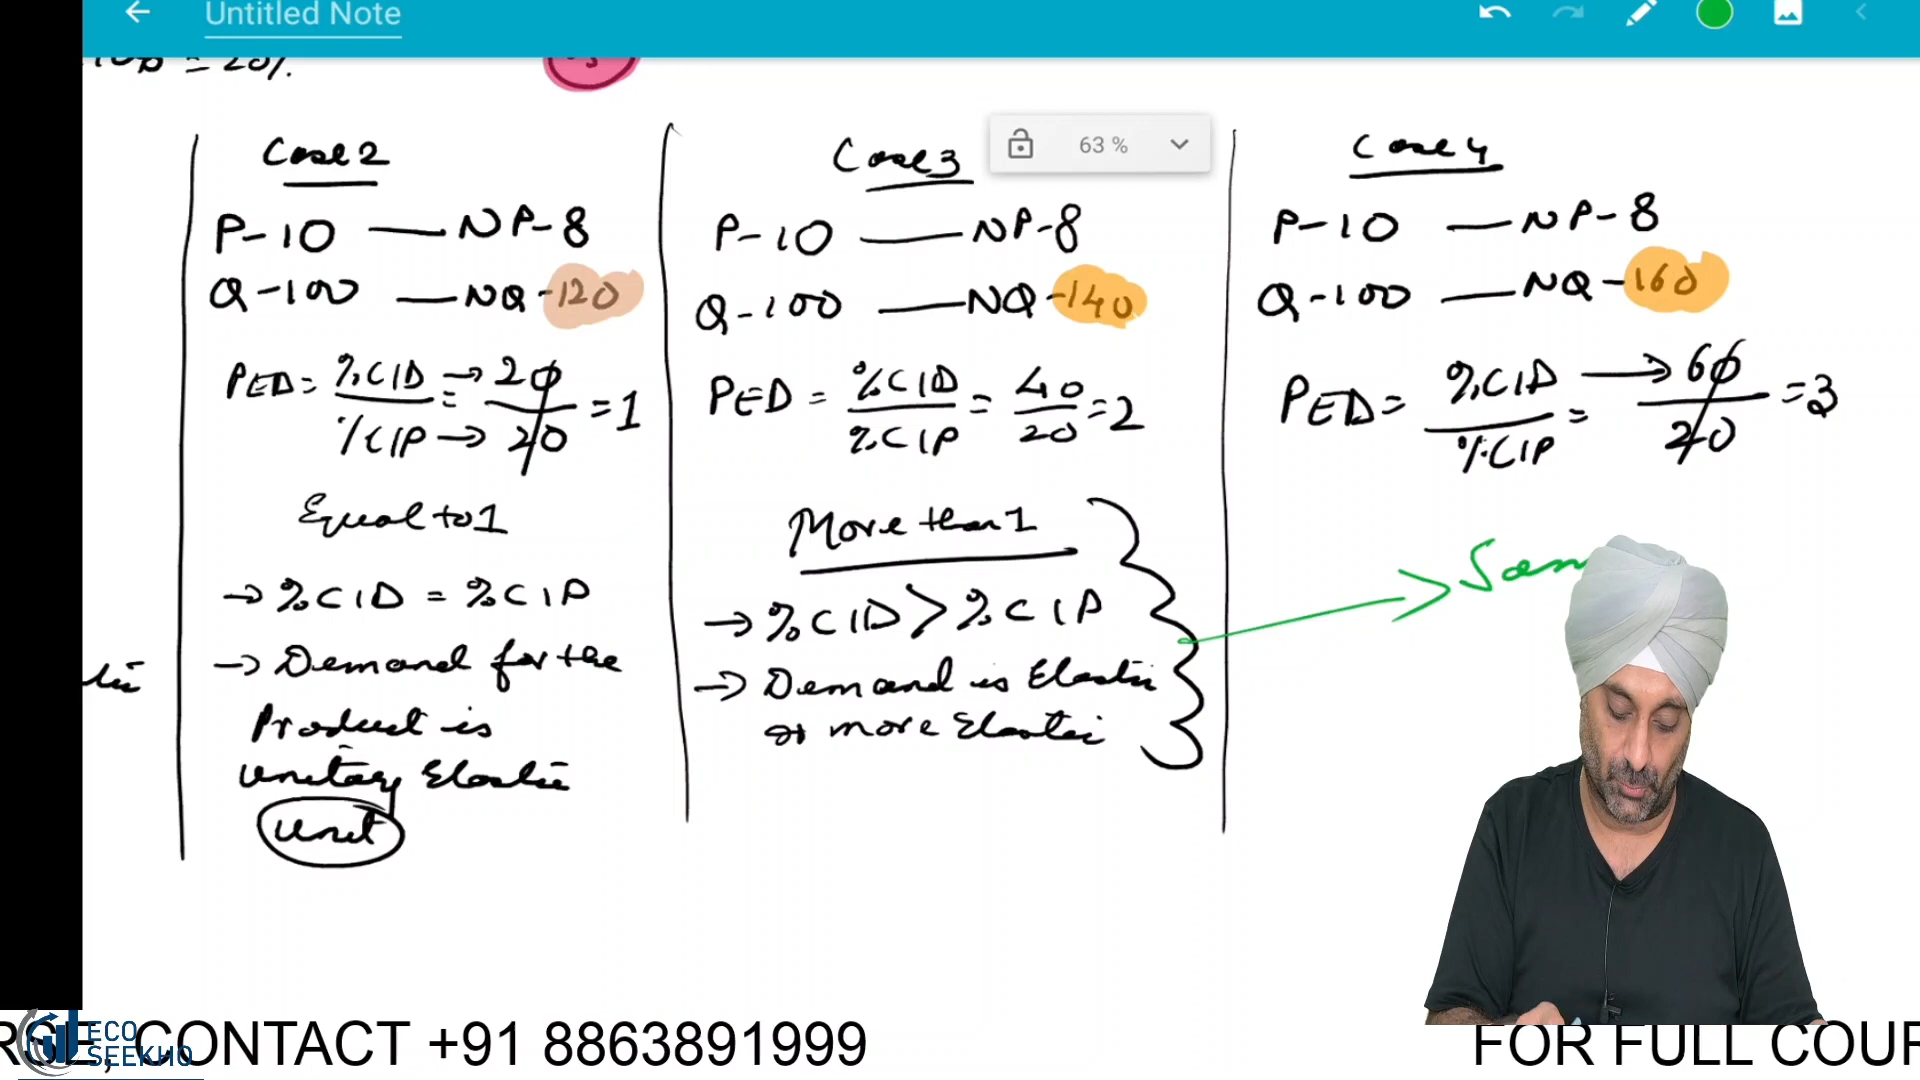 Untitled Note
= 20%
63 %
Case 2
P-10 — NP-8
Q-100 — NQ-120
PED = %CID → 20 = 1
%CIP → 20
Equal to 1
→ %CID = %CIP
→ Demand for the
Product is
unitary Elastic
unit
Case 3
P-10 — NP-8
Q-100 — NQ-140
PED = %CID = 40 = 2
%CIP 20
More than 1
→ %CID > %CIP
→ Demand is Elastic
or more Elastic
Case 4
P-10 — NP-8
Q-100 — NQ-160
PED = %CID → 60 = 3
%CIP = 20
ECO
SEEKHO
RSE, CONTACT +91 8863891999
FOR FULL COUR